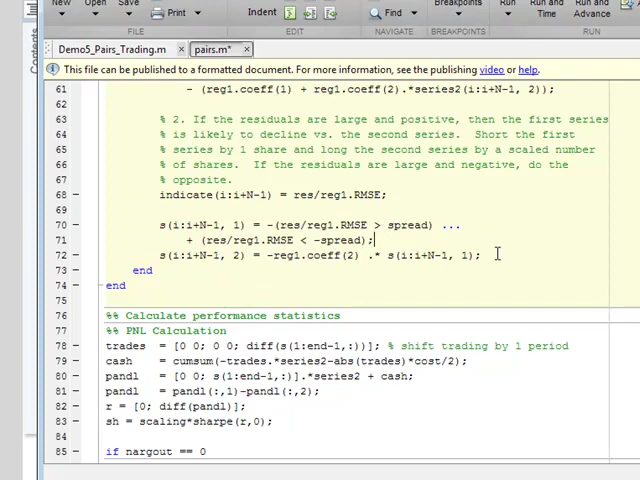 New Open Save Print Indent Find Breakpoints Run Run and Time Run and Advance
FILE EDIT NAVIGATE BREAKPOINTS RUN
Demo5_Pairs_Trading.m × pairs.m* ×
This file can be published to a formatted document. For more information, see the publishing video or help.
Contents
61 - (reg1.coeff(1) + reg1.coeff(2).*series2(i:i+N-1, 2));
62
63 % 2. If the residuals are large and positive, then the first series
64 % is likely to decline vs. the second series. Short the first
65 % series by 1 share and long the second series by a scaled number
66 % of shares. If the residuals are large and negative, do the
67 % opposite.
68 – indicate(i:i+N-1) = res/reg1.RMSE;
69
70 – s(i:i+N-1, 1) = -(res/reg1.RMSE > spread) ...
71 + (res/reg1.RMSE < -spread);
72 – s(i:i+N-1, 2) = -reg1.coeff(2) .* s(i:i+N-1, 1);
73 – end
74 – end
75
76 %% Calculate performance statistics
77 %% PNL Calculation
78 – trades = [0 0; 0 0; diff(s(1:end-1,:))]; % shift trading by 1 period
79 – cash = cumsum(-trades.*series2-abs(trades)*cost/2);
80 – pandl = [0 0; s(1:end-1,:)].*series2 + cash;
81 – pandl = pandl(:,1)-pandl(:,2);
82 – r = [0; diff(pandl)];
83 – sh = scaling*sharpe(r,0);
84
85 – if nargout == 0